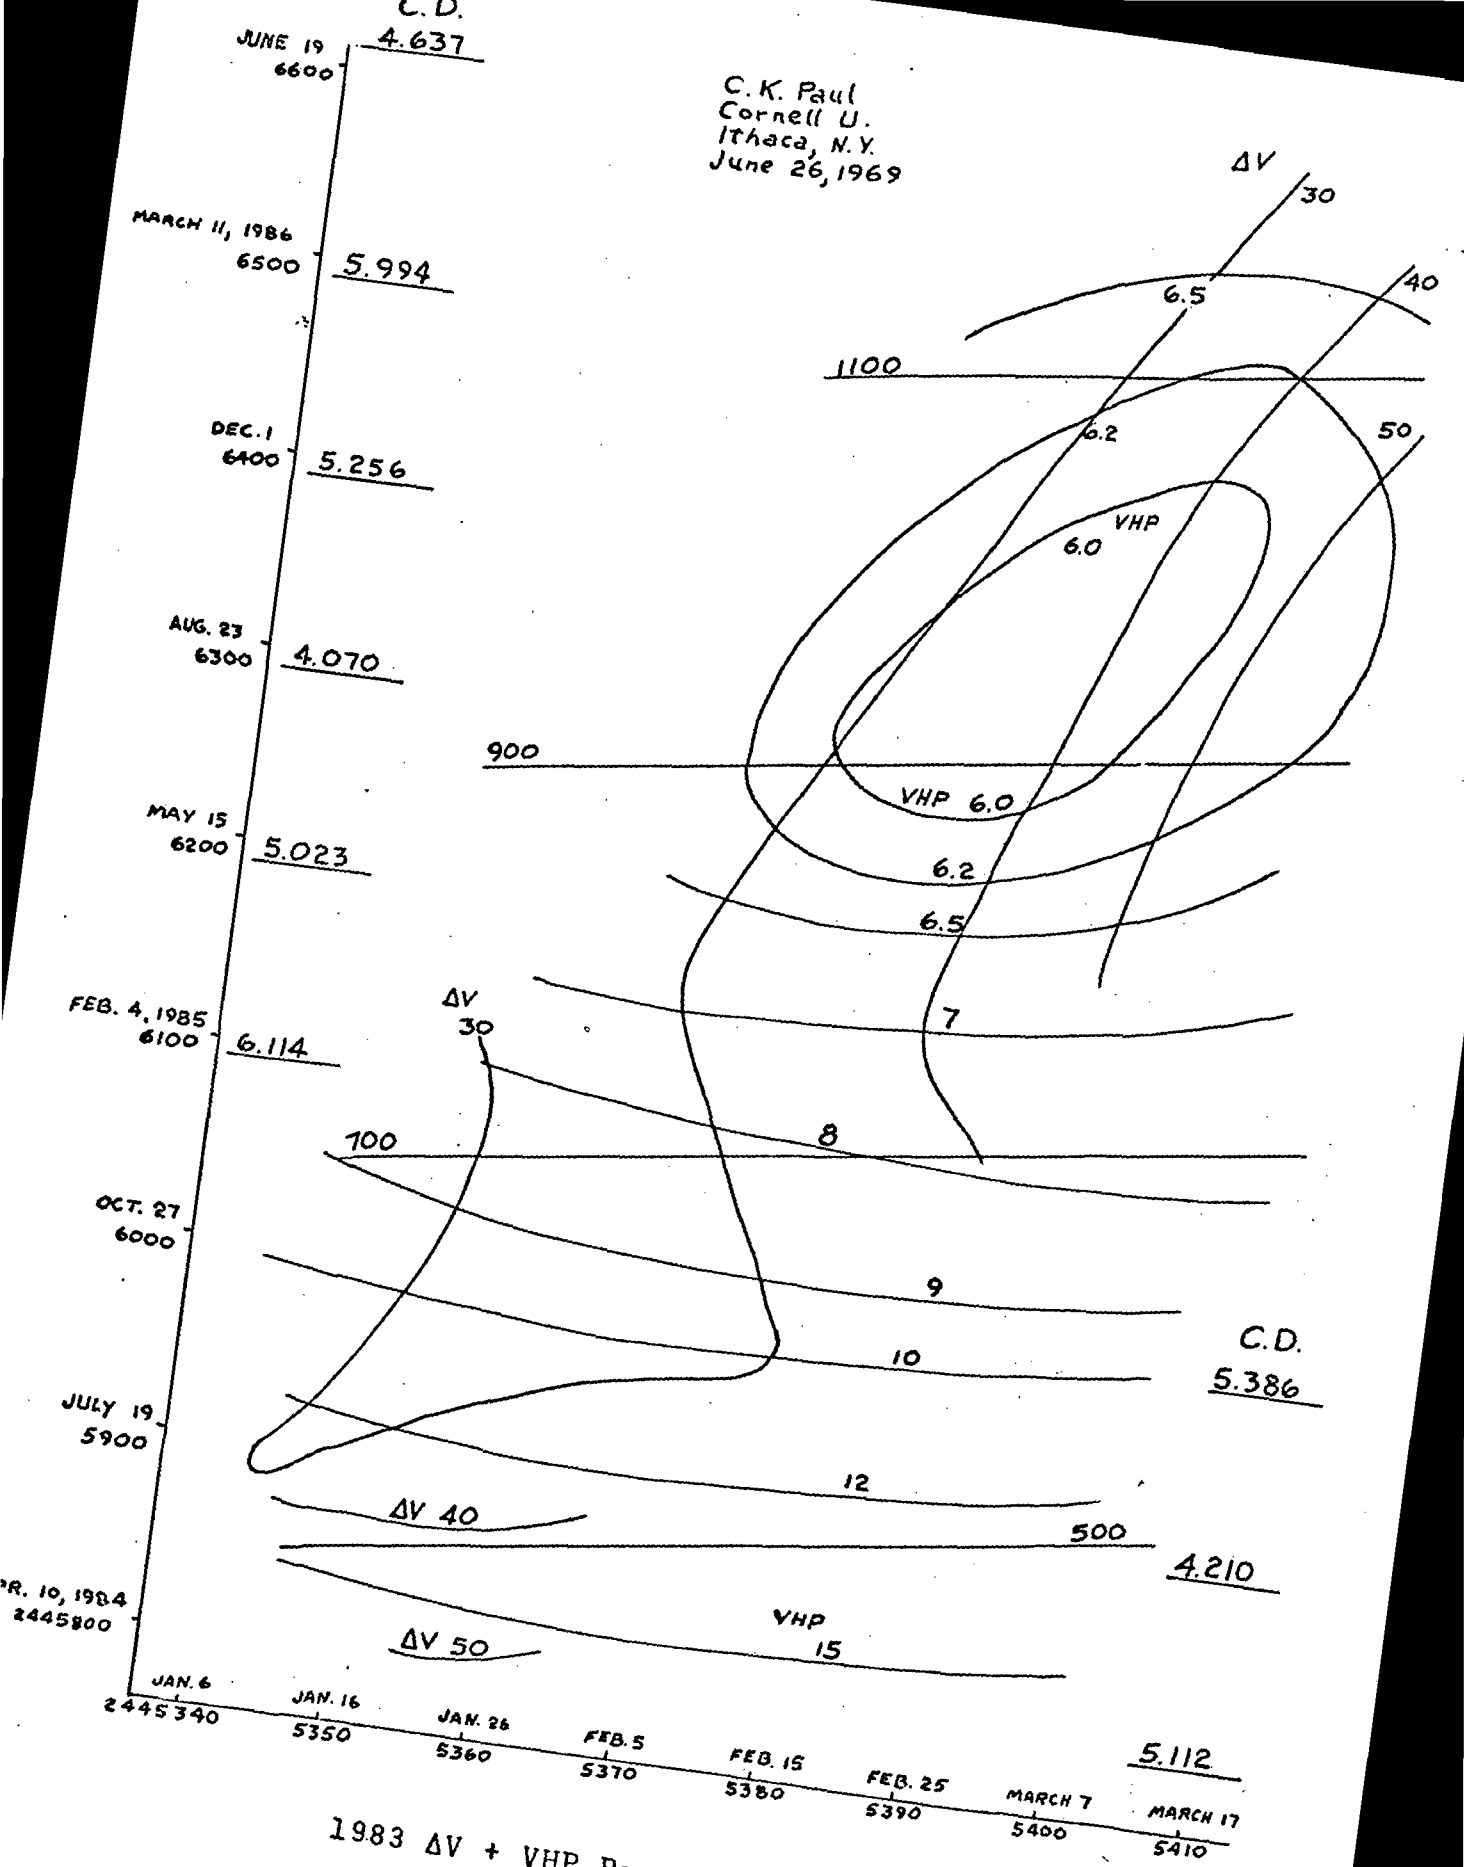 C.D.
4.637
JUNE 19
6600
C. K. Paul
Cornell U.
Ithaca, N.Y.
June 26, 1969
ΔV
30
MARCH 11, 1986
6500
5.994
40
6.5
1100
50
DEC. 1
6400
5.256
6.2
VHP
6.0
AUG. 23
6300
4.070
900
VHP 6.0
MAY 15
6200
5.023
6.2
6.5
FEB. 4, 1985
6100
6.114
ΔV
30
7
700
8
OCT. 27
6000
9
C.D.
10
5.386
JULY 19
5900
12
ΔV 40
500
4.210
10, 1984
2445800
VHP
15
ΔV 50
JAN. 6 JAN. 16 JAN. 26 FEB. 5 FEB. 15 FEB. 25 MARCH 7 MARCH 17
2445340 5350 5360 5370 5380 5390 5400 5410
5.112
1983 ΔV + VHP